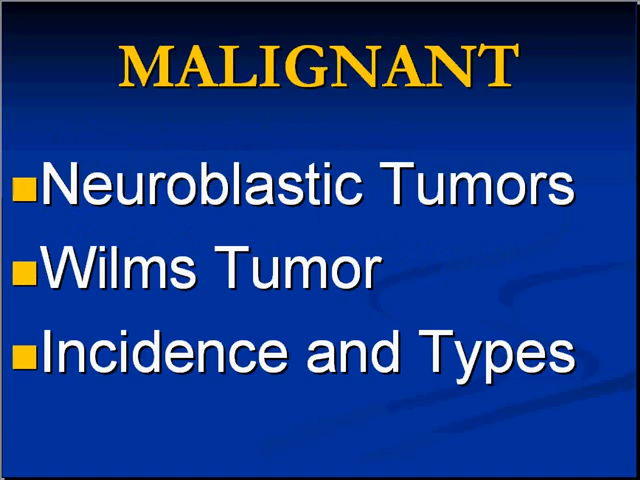 MALIGNANT
Neuroblastic Tumors
Wilms Tumor
Incidence and Types